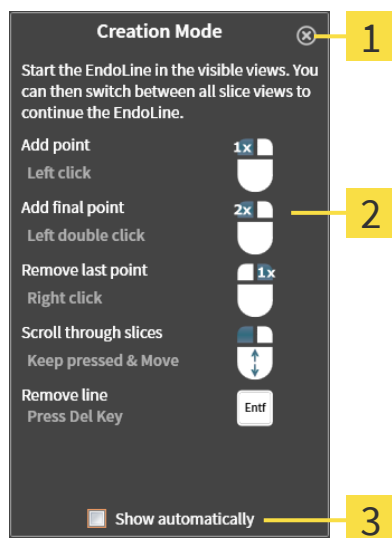 Creation Mode
1
Start the EndoLine in the visible views. You
can then switch between all slice views to
continue the EndoLine.
Add point
1x
Left click
Add final point
2x
2
Left double click
Remove last point
1x
Right click
Scroll through slices
Keep pressed & Move
Remove line
Entf
Press Del Key
Show automatically
3